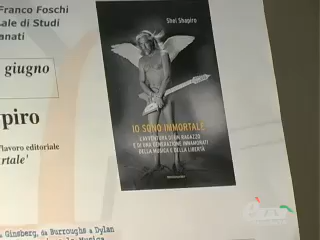 Franco Foschi
ale di Studi
anati
giugno
piro
lavoro editoriale
rtale'
Shel Shapiro
IO SONO IMMORTALE
L'AVVENTURA DI UN RAGAZZO
E DI UNA GENERAZIONE INNAMORATI
DELLA MUSICA E DELLA LIBERTÀ
Ginsberg, da Burroughs a Dylan
Musica